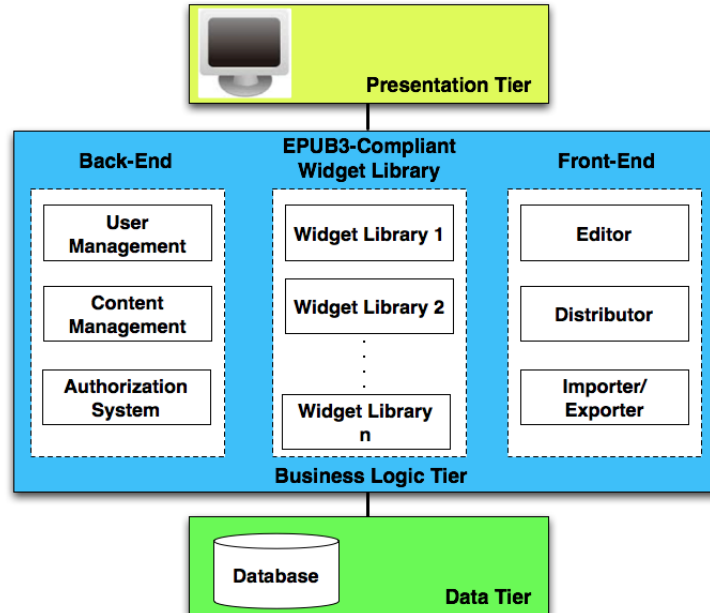 Presentation Tier
Back-End
User
Management
Content
Management
Authorization
System
EPUB3-Compliant
Widget Library
Widget Library 1
Widget Library 2
Widget Library
n
Front-End
Editor
Distributor
Importer/
Exporter
Business Logic Tier
Database
Data Tier